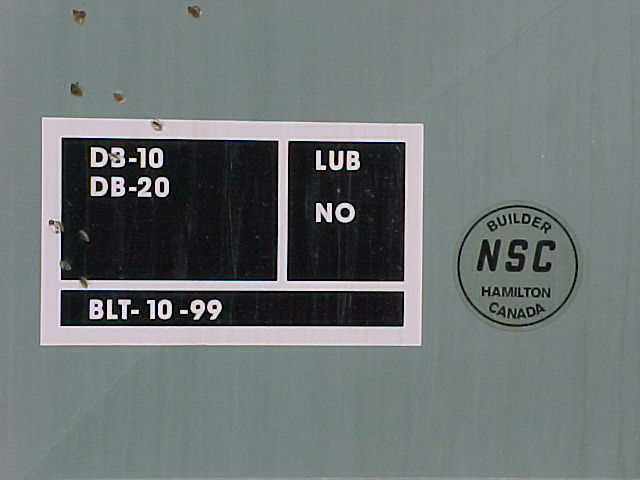 DB-10
DB-20
LUB
NO
BLT- 10 -99
BUILDER
NSC
HAMILTON
CANADA